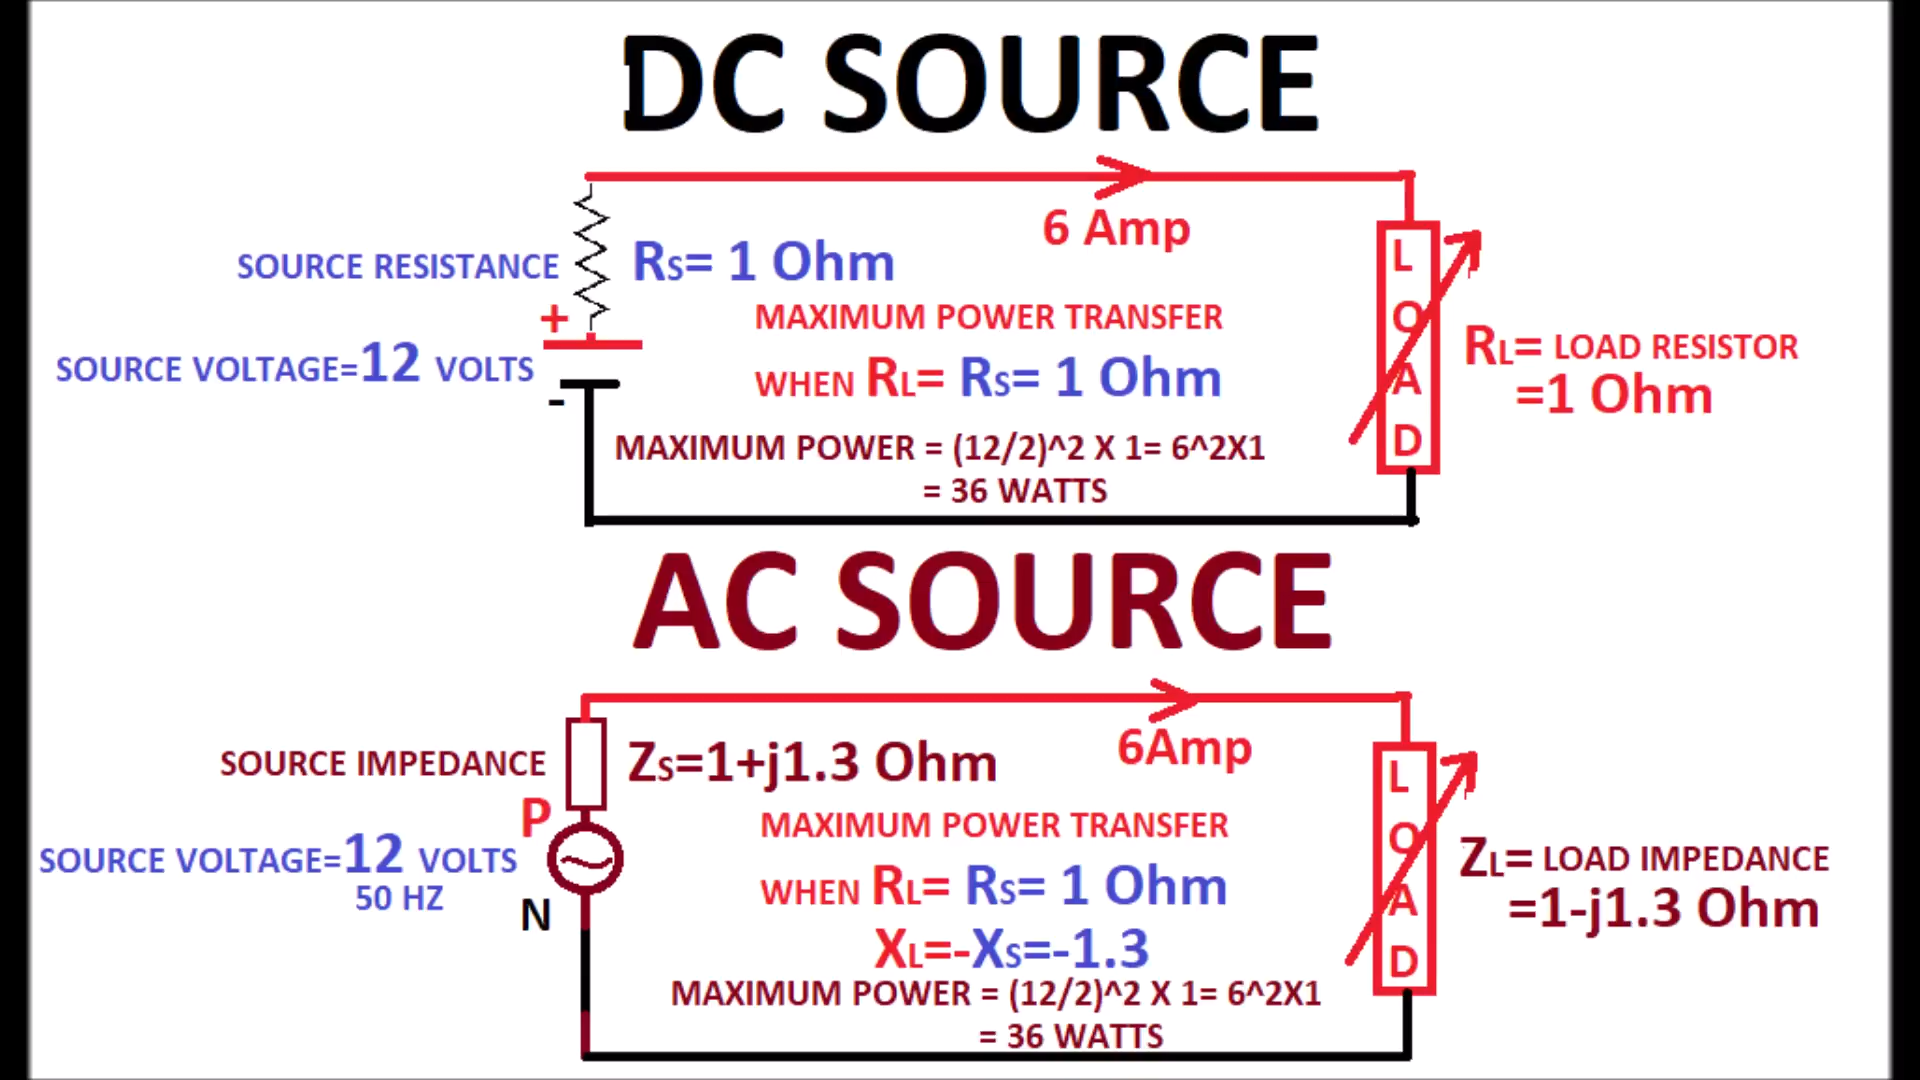 DC SOURCE
6 Amp
SOURCE RESISTANCE
RS= 1 Ohm
+
MAXIMUM POWER TRANSFER
SOURCE VOLTAGE=12 VOLTS
WHEN RL= RS= 1 Ohm
-
LOAD
RL= LOAD RESISTOR
=1 Ohm
MAXIMUM POWER = (12/2)^2 X 1= 6^2X1
= 36 WATTS
AC SOURCE
6Amp
SOURCE IMPEDANCE
ZS=1+j1.3 Ohm
P
MAXIMUM POWER TRANSFER
SOURCE VOLTAGE=12 VOLTS
50 HZ
N
WHEN RL= RS= 1 Ohm
XL=-XS=-1.3
LOAD
ZL= LOAD IMPEDANCE
=1-j1.3 Ohm
MAXIMUM POWER = (12/2)^2 X 1= 6^2X1
= 36 WATTS